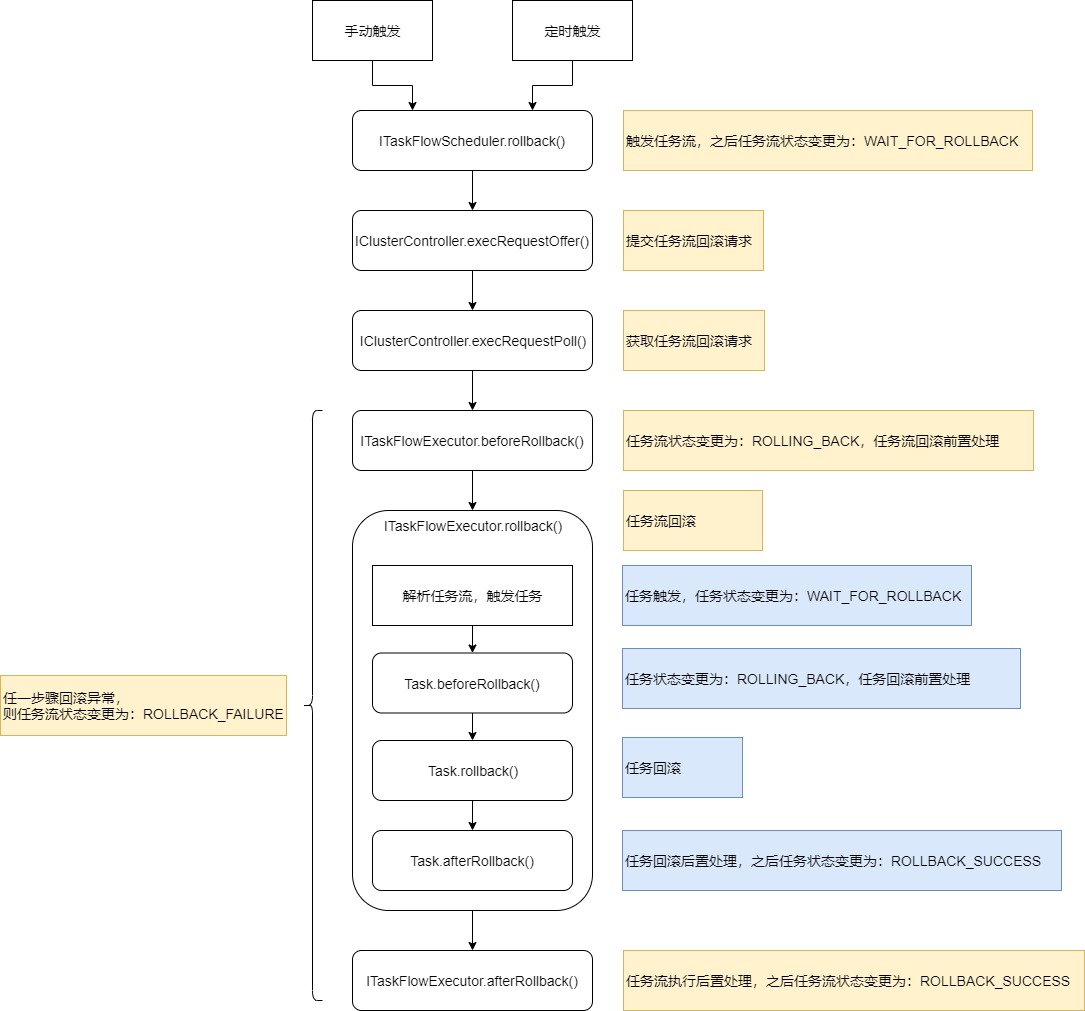 手动触发
定时触发
ITaskFlowScheduler.rollback()
触发任务流，之后任务流状态变更为：WAIT_FOR_ROLLBACK
IClusterController.execRequestOffer()
提交任务流回滚请求
IClusterController.execRequestPoll()
获取任务流回滚请求
ITaskFlowExecutor.beforeRollback()
任务流状态变更为：ROLLING_BACK，任务流回滚前置处理
ITaskFlowExecutor.rollback()
任务流回滚
解析任务流，触发任务
任务触发，任务状态变更为：WAIT_FOR_ROLLBACK
Task.beforeRollback()
任务状态变更为：ROLLING_BACK，任务回滚前置处理
任一步骤回滚异常，
则任务流状态变更为：ROLLBACK_FAILURE
Task.rollback()
任务回滚
Task.afterRollback()
任务回滚后置处理，之后任务状态变更为：ROLLBACK_SUCCESS
ITaskFlowExecutor.afterRollback()
任务流执行后置处理，之后任务流状态变更为：ROLLBACK_SUCCESS